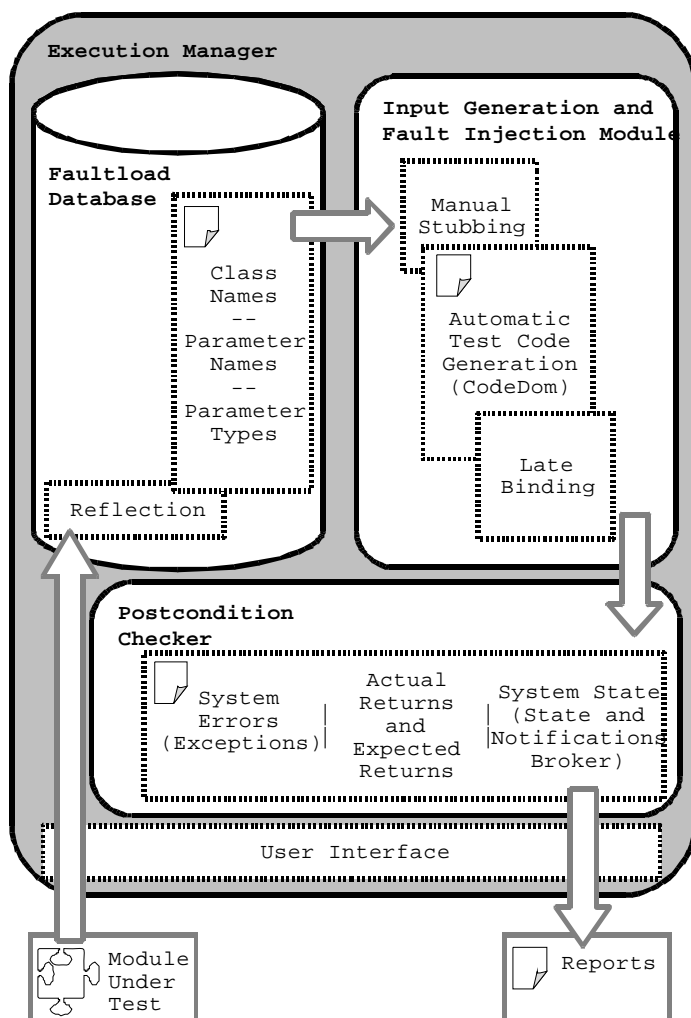 Execution Manager
Faultload
Database
Class
Names
--
Parameter
Names
--
Parameter
Types
Reflection
Input Generation and
Fault Injection Module
Manual
Stubbing
Automatic
Test Code
Generation
(CodeDom)
Late
Binding
Postcondition
Checker
System
Errors
(Exceptions)
Actual
Returns
and
Expected
Returns
System State
(State and
Notifications
Broker)
User Interface
Module
Under
Test
Reports